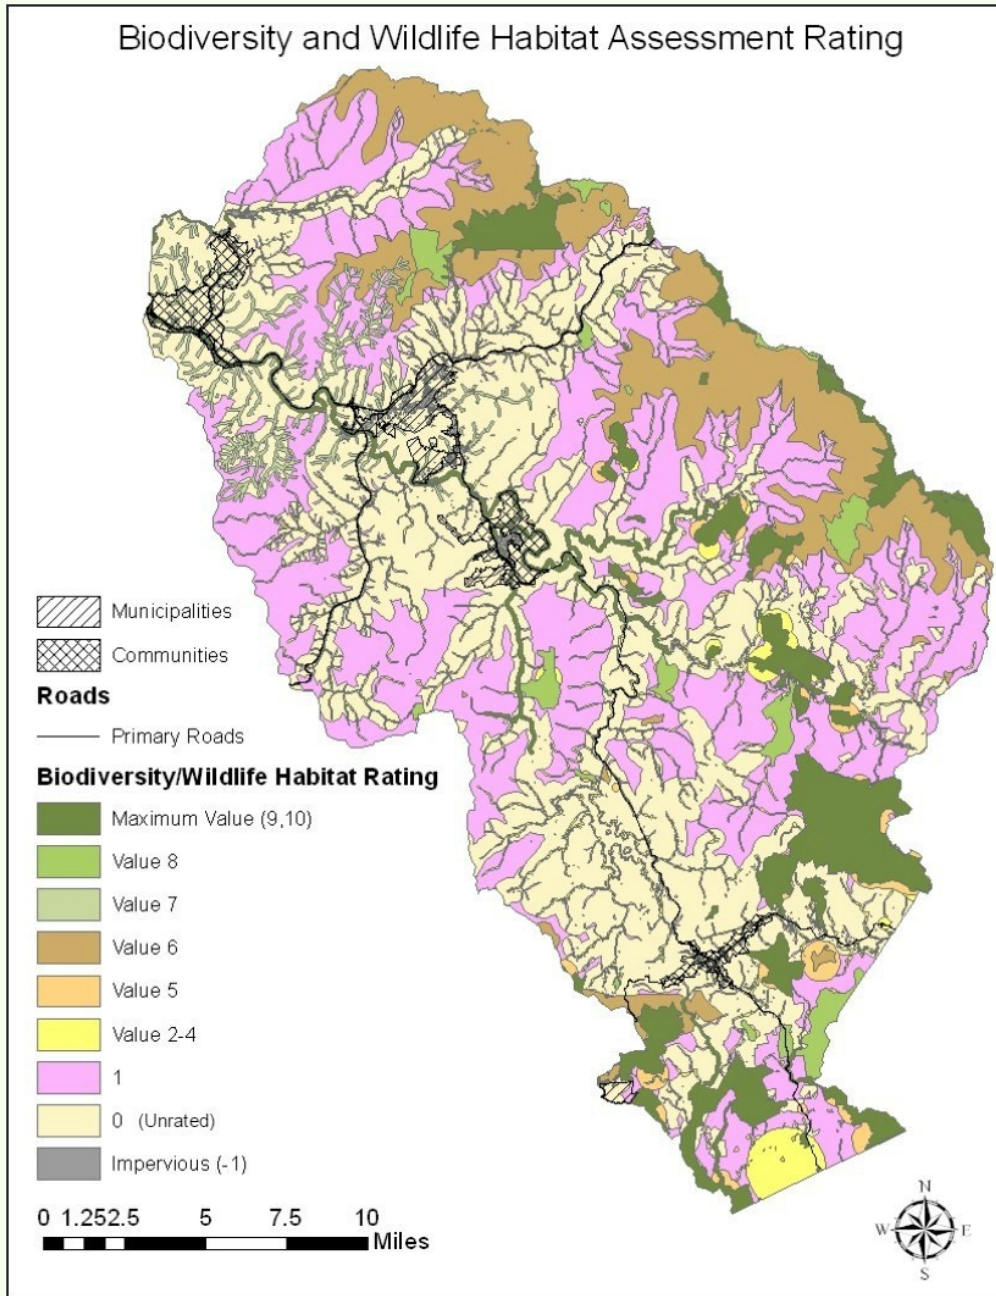 Biodiversity and Wildlife Habitat Assessment Rating
Municipalities
Communities
Roads
Primary Roads
Biodiversity/Wildlife Habitat Rating
Maximum Value (9,10)
Value 8
Value 7
Value 6
Value 5
Value 2-4
1
0 (Unrated)
Impervious (-1)
0 1.252.5 5 7.5 10
Miles
N
W E
S